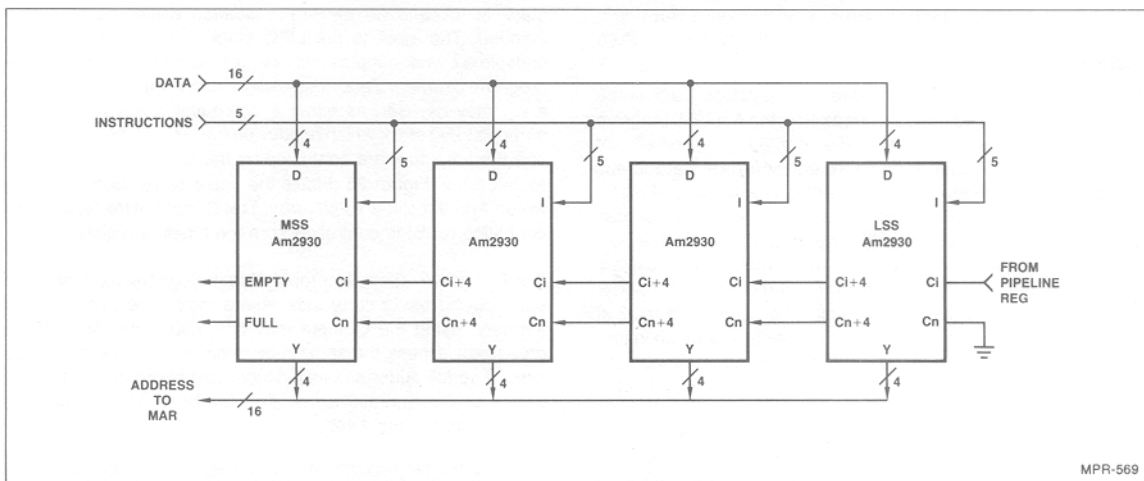 DATA
16
INSTRUCTIONS
5
4 5 4 5 4 5 4 5
D D D D
I I I I
MSS
Am2930
Am2930
Am2930
LSS
Am2930
EMPTY Ci Ci+4 Ci Ci+4 Ci Ci+4 Ci
FULL Cn Cn+4 Cn Cn+4 Cn Cn+4 Cn
FROM
PIPELINE
REG
Y Y Y Y
4 4 4 4
ADDRESS
TO
MAR
16
MPR-569